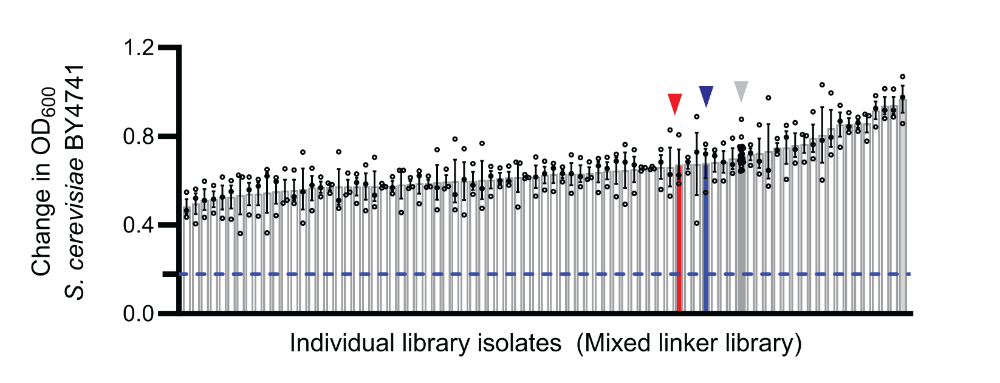 Change in OD600
S. cerevisiae BY4741
1.2
0.8
0.4
0.0
Individual library isolates (Mixed linker library)